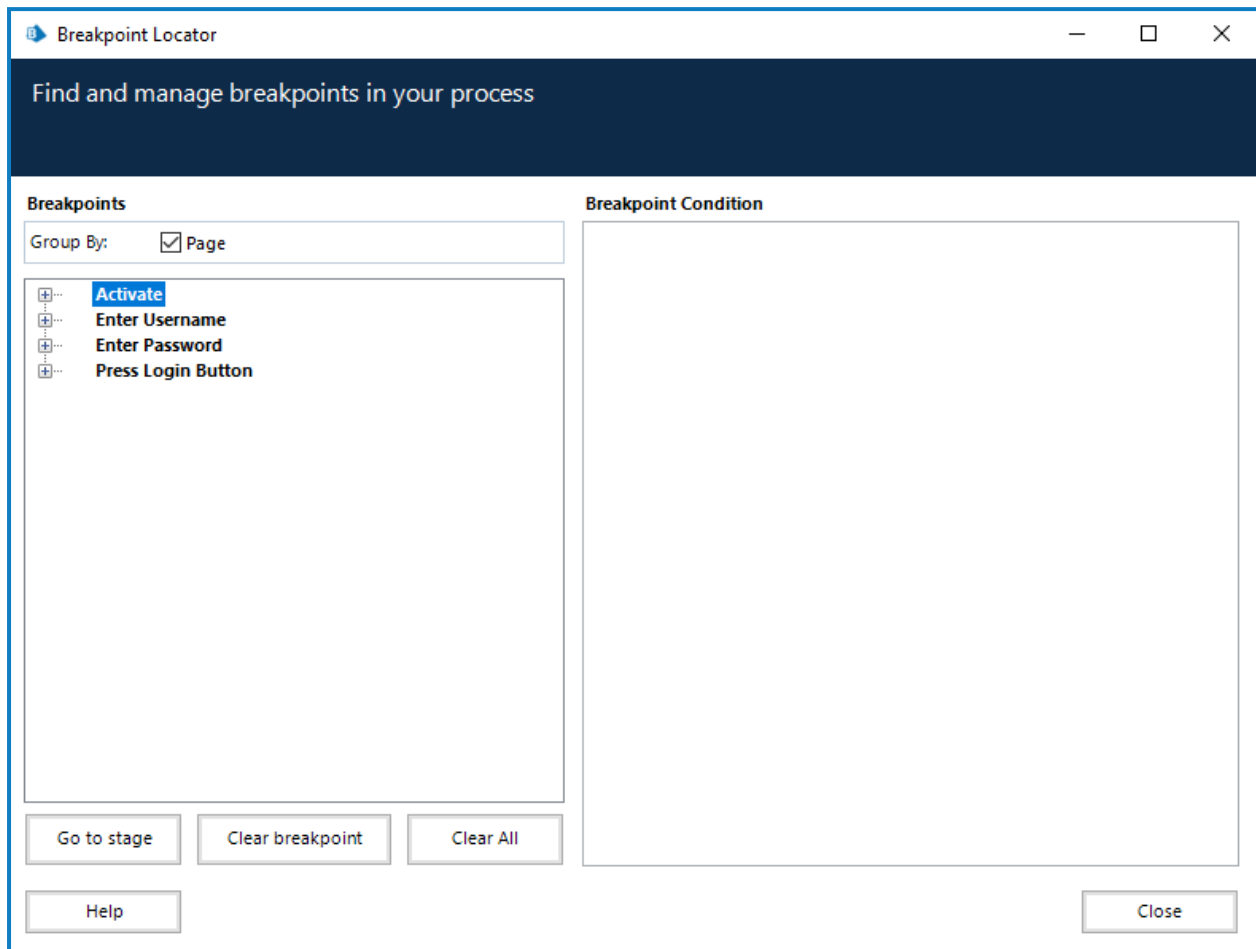 Breakpoint Locator
Find and manage breakpoints in your process
Breakpoints
Group By: Page
Activate
Enter Username
Enter Password
Press Login Button
Go to stage Clear breakpoint Clear All
Help
Breakpoint Condition
Close